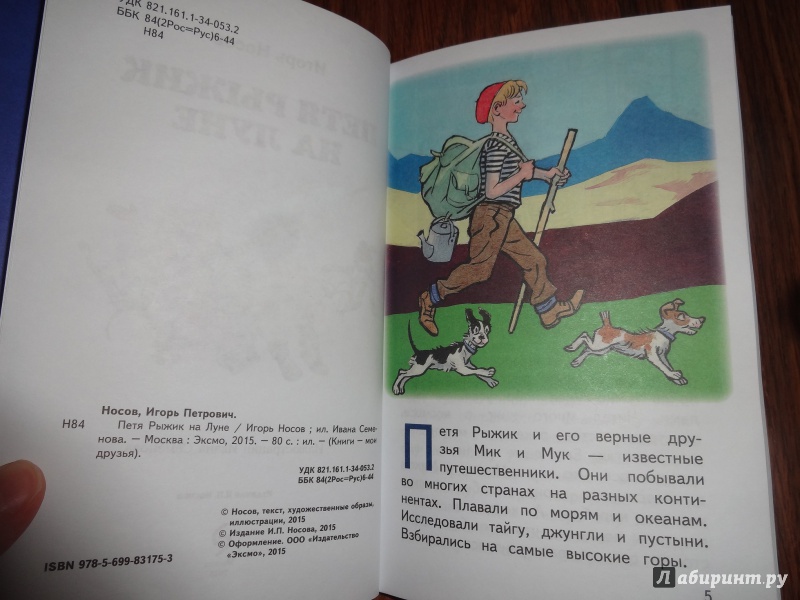 УДК 821.161.1-34-053.2
ББК 84(2Рос=Рус)6-44
Н84
ПЕТЯ РЫЖИК
НА ЛУНЕ
Носов, Игорь Петрович.
Н84 Петя Рыжик на Луне / Игорь Носов ; ил. Ивана Семе-
нова. – Москва : Эксмо, 2015. – 80 с. : ил. – (Книги – мои
друзья).
УДК 821.161.1-34-053.2
ББК 84(2Рос=Рус)6-44
© Носов, текст, художественные образы,
иллюстрации, 2015
© Издание И.П. Носова, 2015
© Оформление. ООО «Издательство
«Эксмо», 2015
ISBN 978-5-699-83175-3
Петя Рыжик и его верные дру-
зья Мик и Мук — известные
путешественники. Они побывали
во многих странах на разных конти-
нентах. Плавали по морям и океанам.
Исследовали тайгу, джунгли и пустыни.
Взбирались на самые высокие горы.
5
Лабиринт.ру